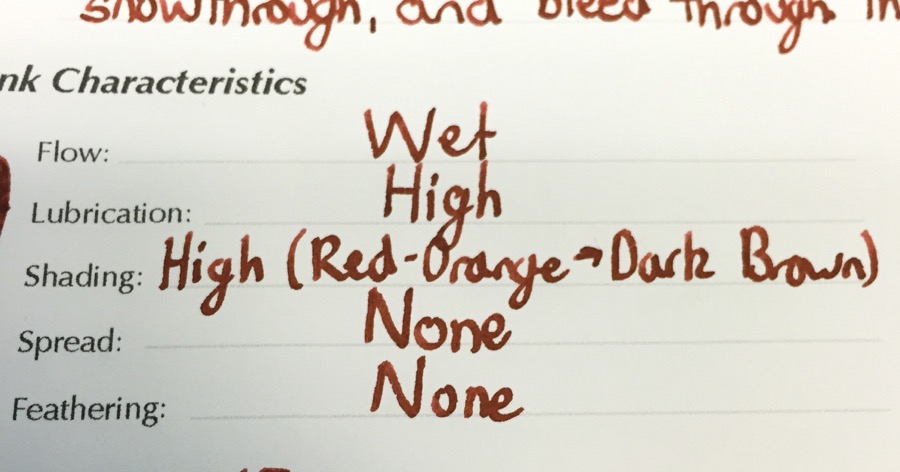 showthrough, and bleed through
nk Characteristics
Flow: Wet
Lubrication: High
Shading: High (Red-Orange→Dark Brown)
Spread: None
Feathering: None